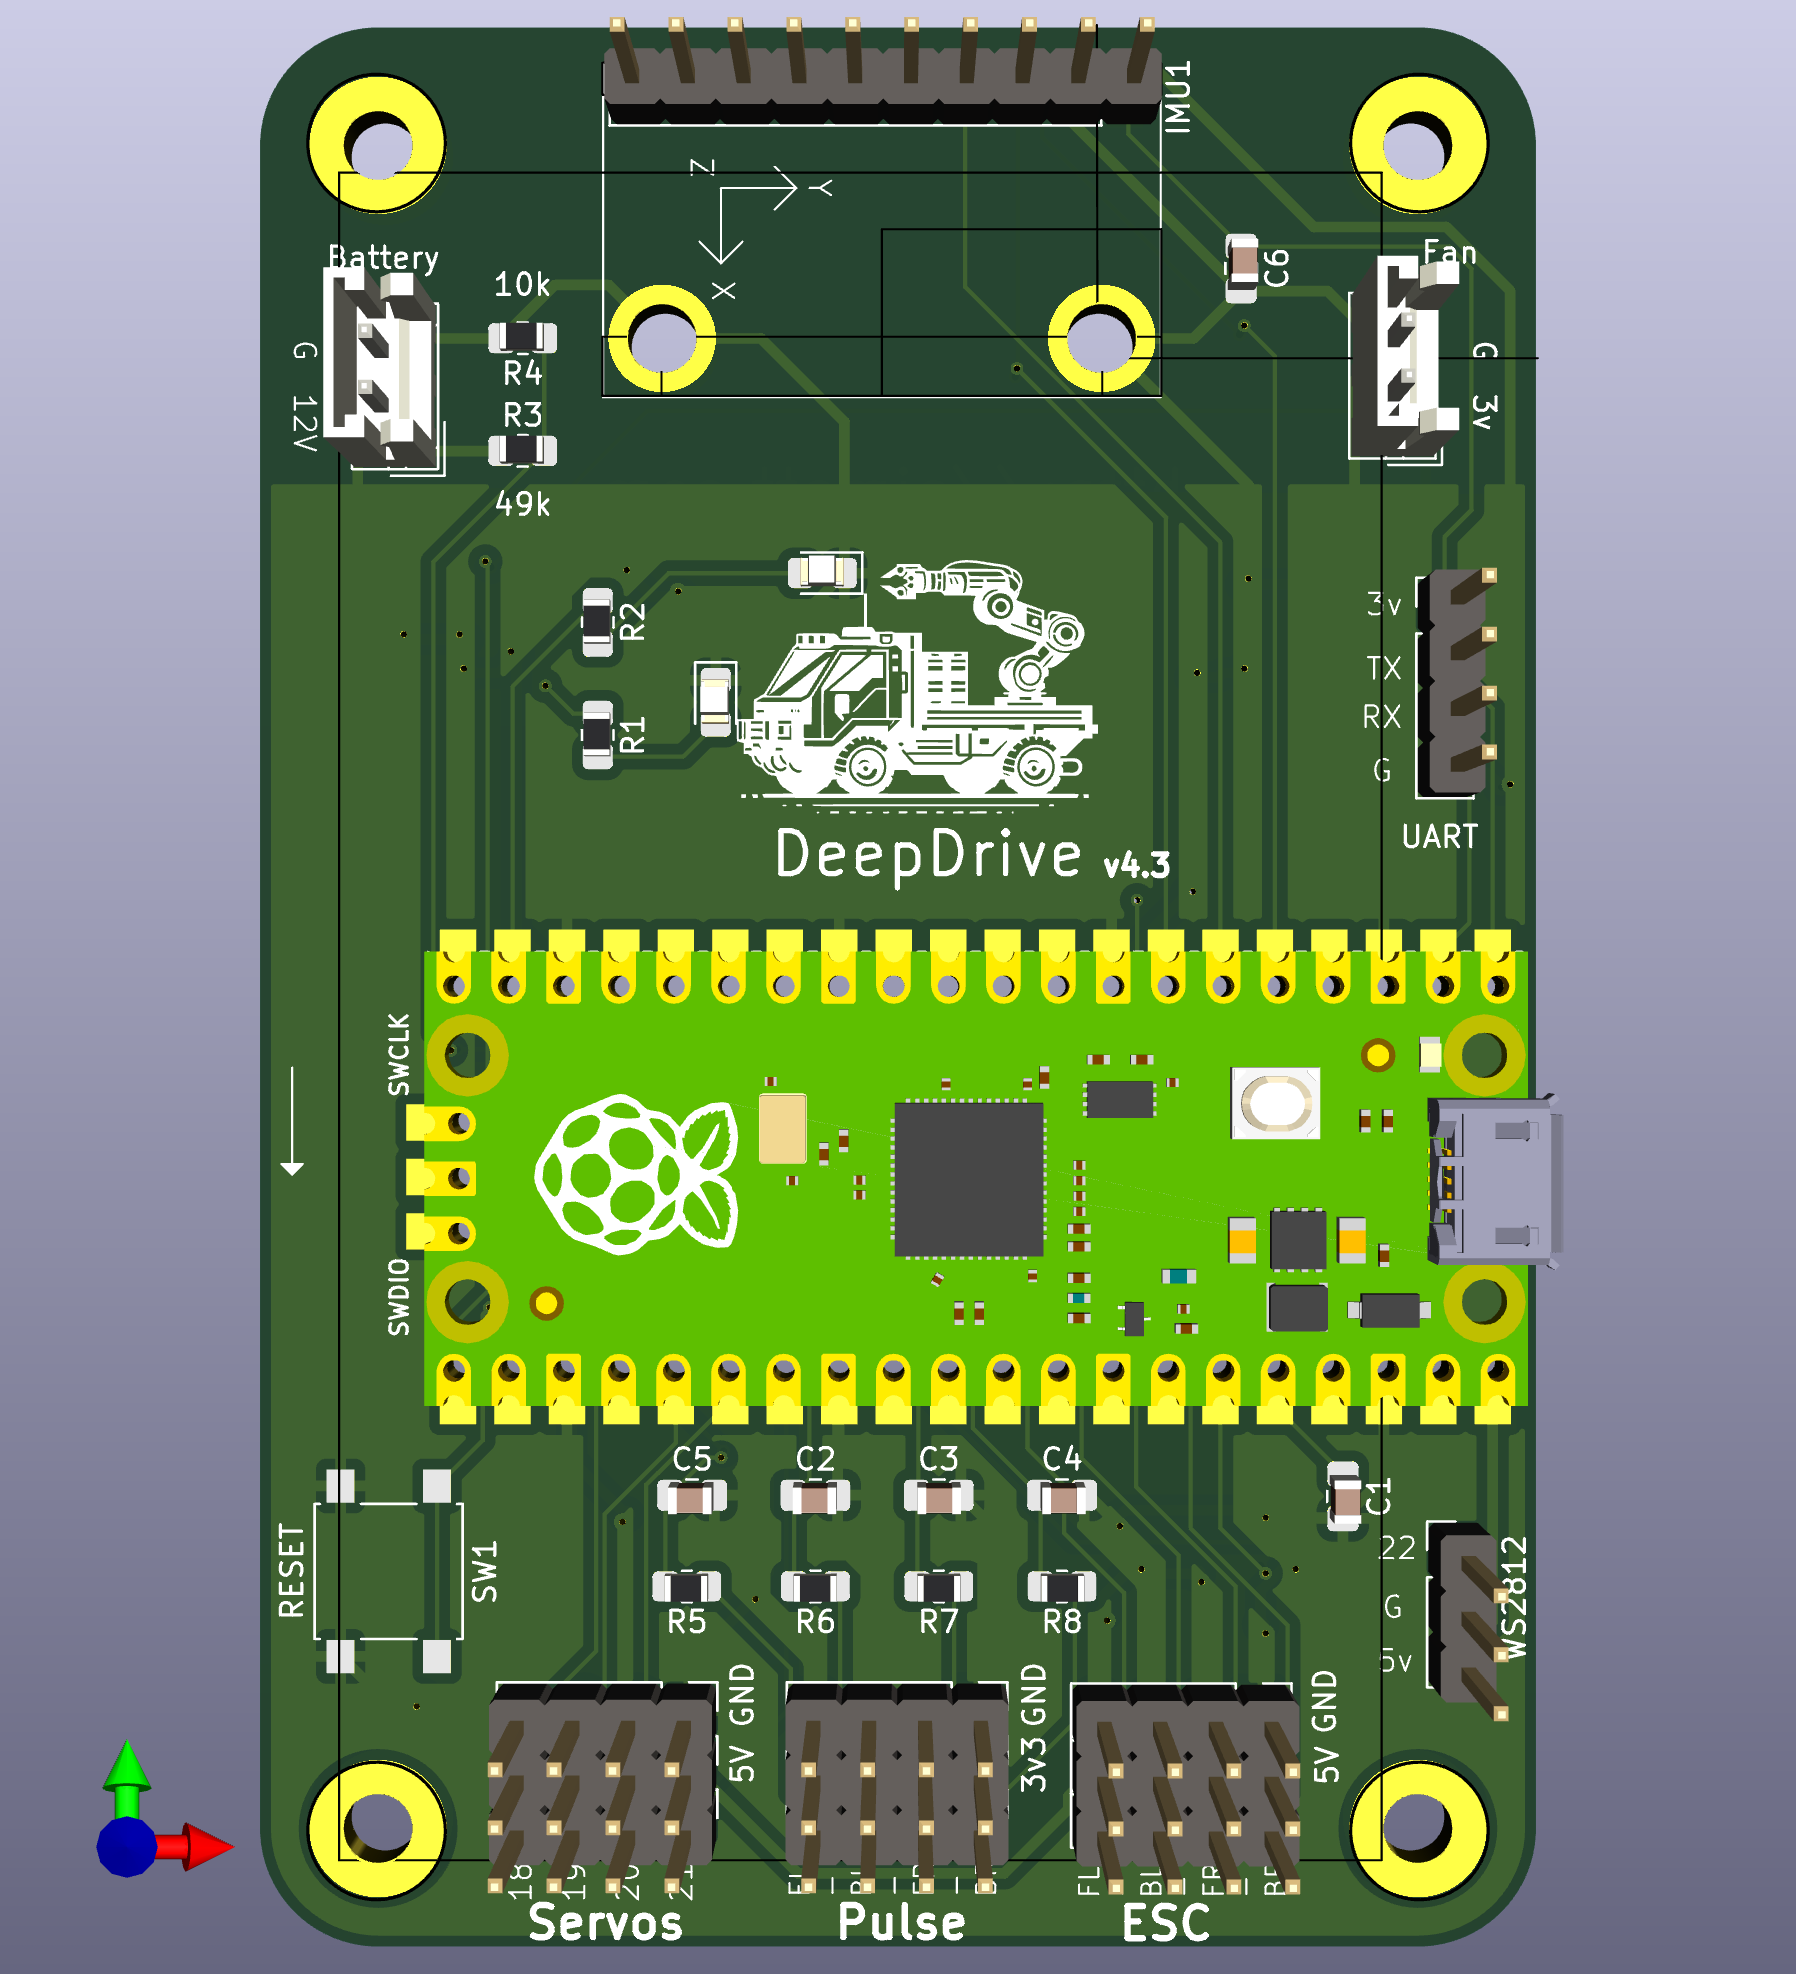 IMU1
Z
Y
X
Battery
10k
Fan
C6
G
12V
R4
R3
49k
G
3v
R2
R1
3v
TX
RX
G
UART
DeepDrive v4.3
SWCLK
SWDIO
C5 C2 C3 C4
C1
RESET
SW1
R5 R6 R7 R8
22
G
5v
WS2812
5V GND
3v3 GND
5V GND
18 19 20 21
FL BL FR
Servos Pulse ESC